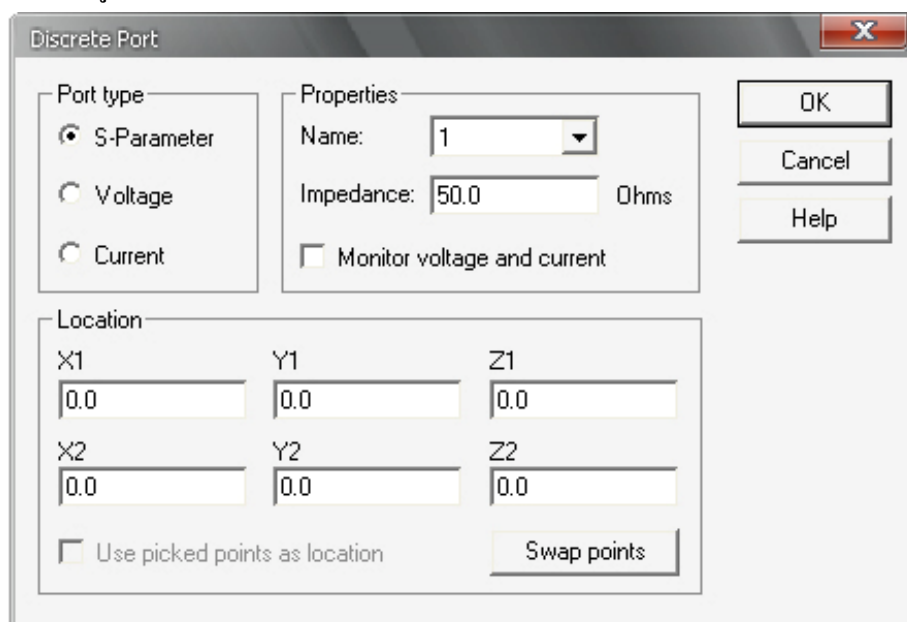 Discrete Port
Port type
S-Parameter
Voltage
Current
Properties
Name: 1
Impedance: 50.0 Ohms
Monitor voltage and current
OK
Cancel
Help
Location
X1 Y1 Z1
0.0 0.0 0.0
X2 Y2 Z2
0.0 0.0 0.0
Use picked points as location
Swap points